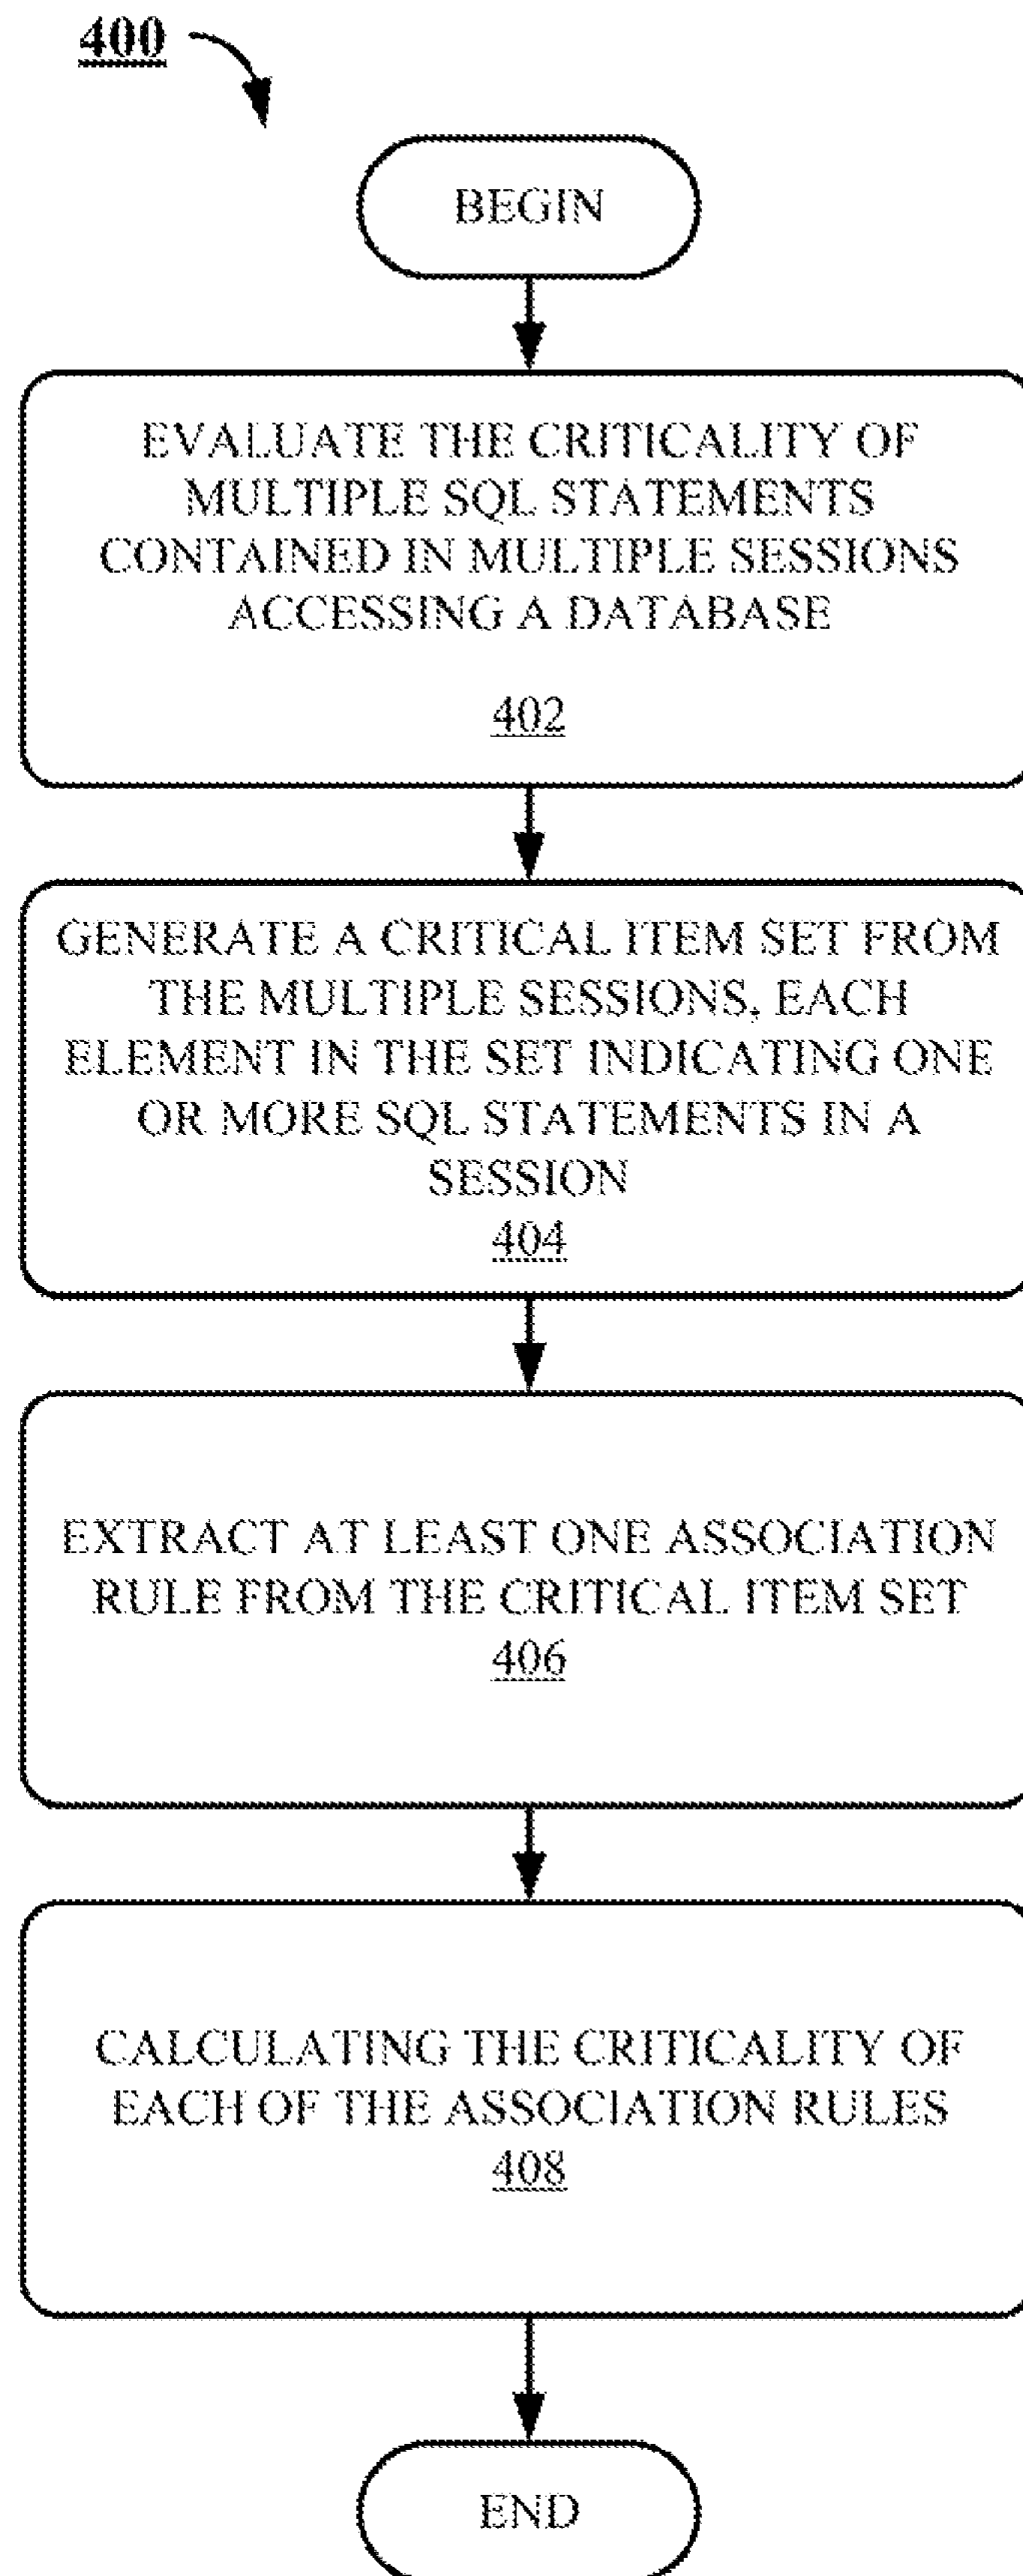 400
BEGIN
EVALUATE THE CRITICALITY OF
MULTIPLE SQL STATEMENTS
CONTAINED IN MULTIPLE SESSIONS
ACCESSING A DATABASE
402
GENERATE A CRITICAL ITEM SET FROM
THE MULTIPLE SESSIONS, EACH
ELEMENT IN THE SET INDICATING ONE
OR MORE SQL STATEMENTS IN A
SESSION
404
EXTRACT AT LEAST ONE ASSOCIATION
RULE FROM THE CRITICAL ITEM SET
406
CALCULATING THE CRITICALITY OF
EACH OF THE ASSOCIATION RULES
408
END